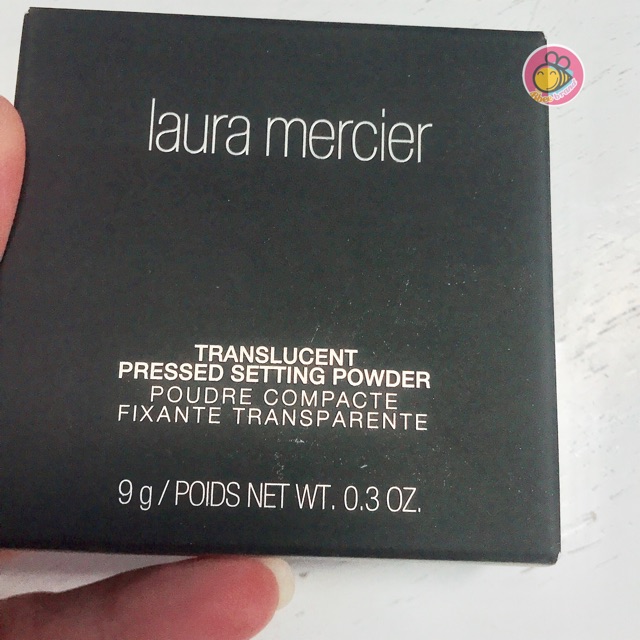 laura mercier
TRANSLUCENT
PRESSED SETTING POWDER
POUDRE COMPACTE
FIXANTE TRANSPARENTE
9 g / POIDS NET WT. 0.3 OZ.